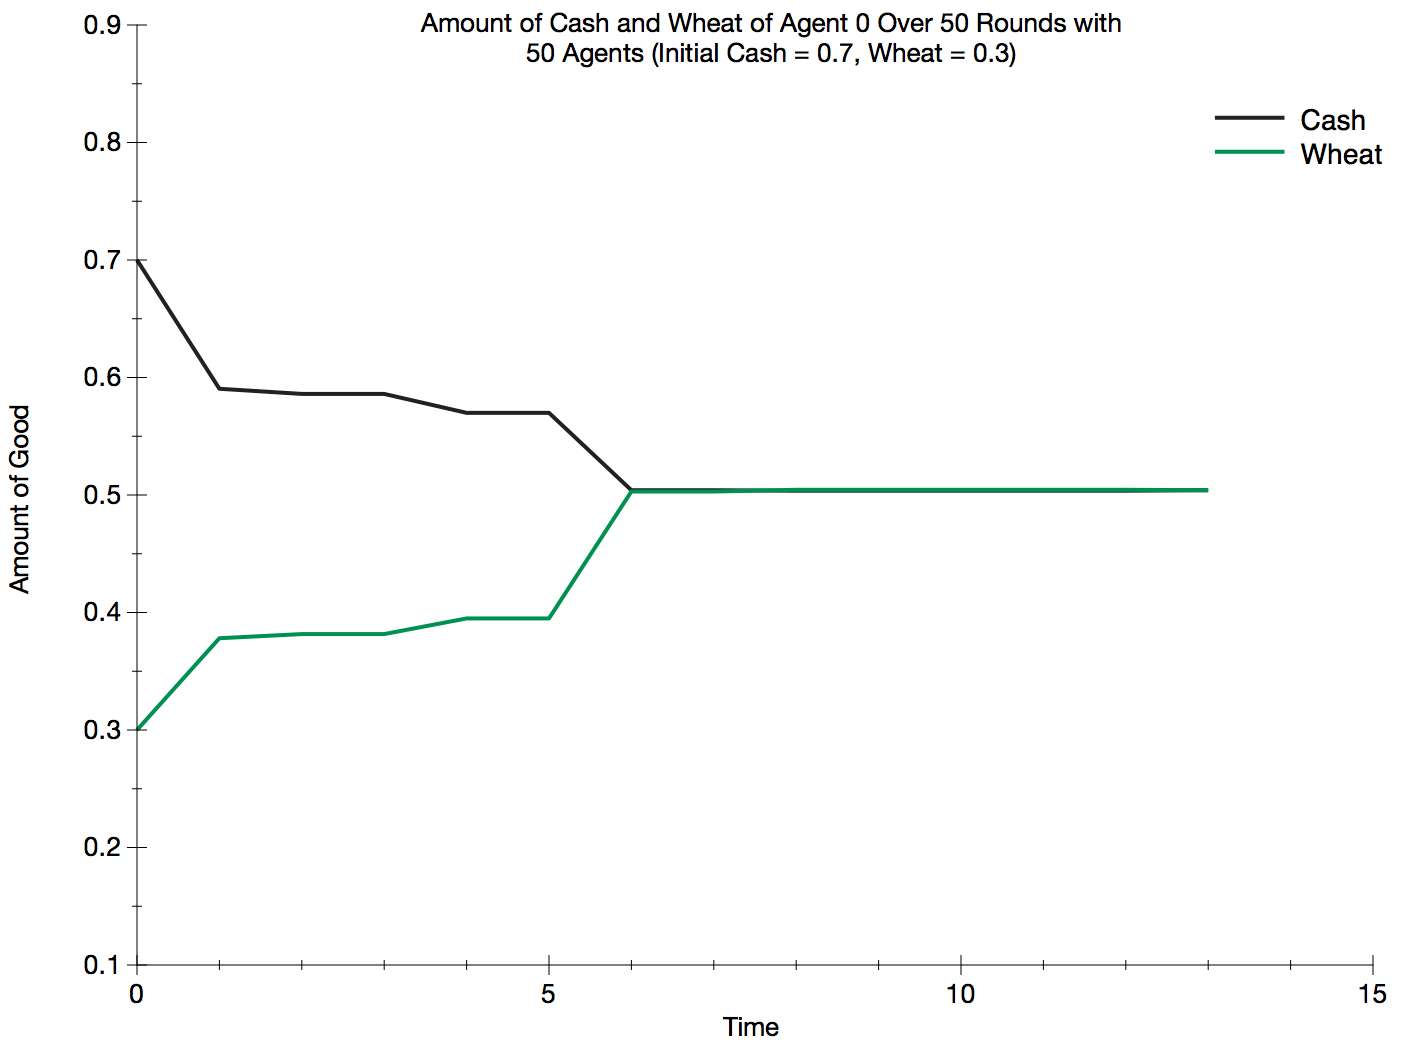 Amount of Cash and Wheat of Agent 0 Over 50 Rounds with
50 Agents (Initial Cash = 0.7, Wheat = 0.3)
Cash
Wheat
0.9
0.8
0.7
0.6
0.5
0.4
0.3
0.2
0.1
Amount of Good
0
5
10
15
Time